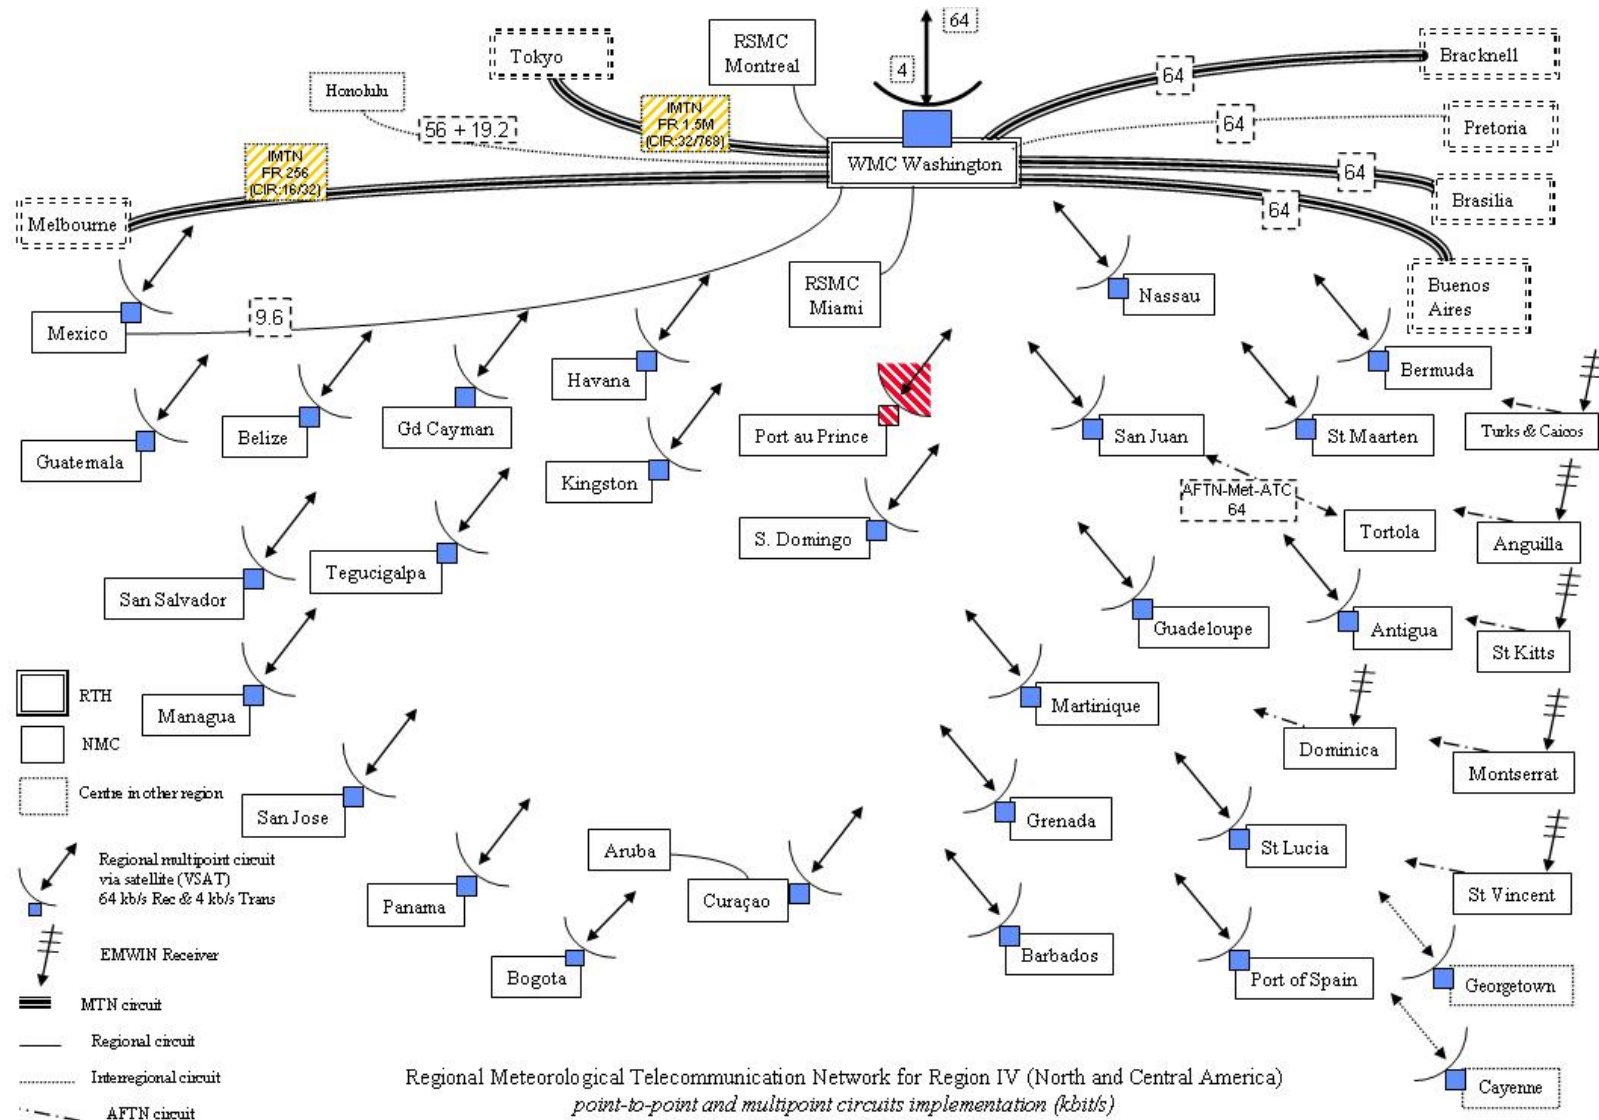 64
Tokyo
RSMC
Montreal
4
Bracknell
64
Honolulu
IMTN
FR 1.5M
(CIR:32/768)
56 + 19.2
64
Pretoria
WMC Washington
IMTN
FR 256
(CIR:16/32)
64
Brasilia
64
Melbourne
RSMC
Miami
Nassau
Buenos
Aires
9.6
Mexico
Havana
Bermuda
Belize
Gd Cayman
Port au Prince
San Juan
St Maarten
Turks & Caicos
Guatemala
Kingston
AFTN-Met-ATC
64
S. Domingo
Tortola
Anguilla
Tegucigalpa
San Salvador
Guadeloupe
Antigua
St Kitts
RTH
Managua
Martinique
NMC
Dominica
Montserrat
Centre in other region
San Jose
Grenada
Aruba
St Lucia
Regional multipoint circuit
via satellite (VSAT)
64 kb/s Rec & 4 kb/s Trans
Panama
Curaçao
St Vincent
EMWIN Receiver
Bogota
Barbados
Port of Spain
Georgetown
MTN circuit
Regional circuit
Interregional circuit
AFTN circuit
Cayenne
Regional Meteorological Telecommunication Network for Region IV (North and Central America)
point-to-point and multipoint circuits implementation (kbit/s)